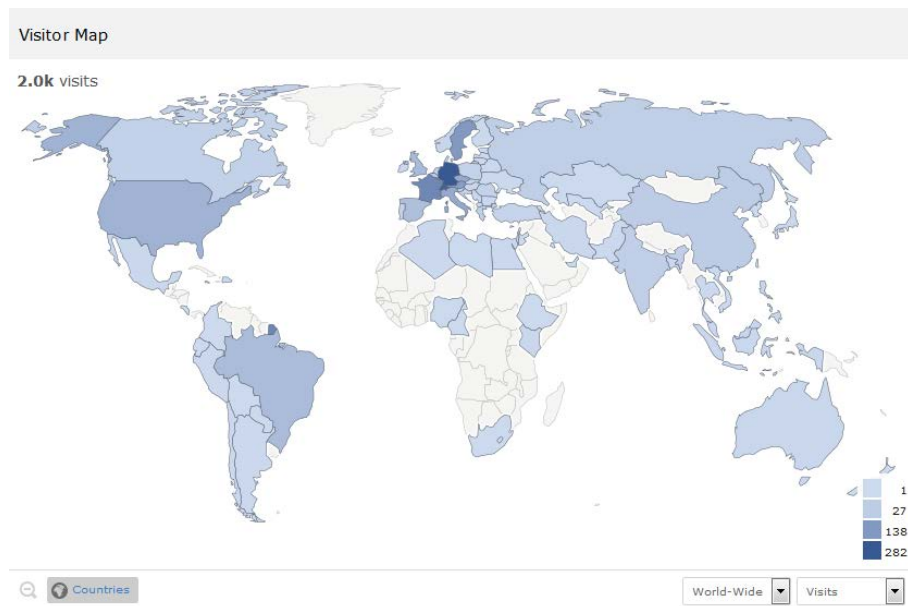 Visitor Map
2.0k visits
1
27
138
282
Countries
World-Wide
Visits